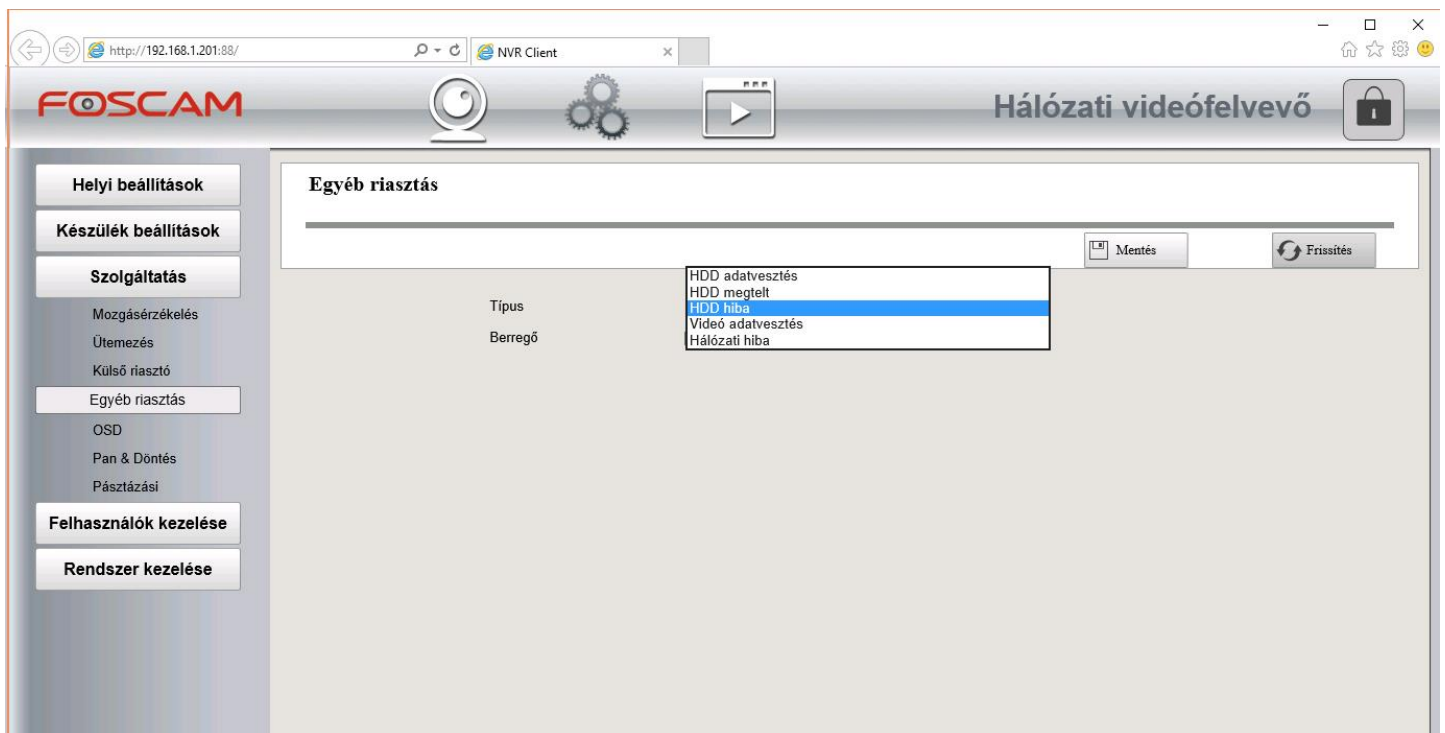 http://192.168.1.201:88/
NVR Client
FOSCAM
Hálózati videófelvevő
Helyi beállítások
Készülék beállítások
Szolgáltatás
Mozgásérzékelés
Ütemezés
Külső riasztó
Egyéb riasztás
OSD
Pan & Döntés
Pásztázási
Felhasználók kezelése
Rendszer kezelése
Egyéb riasztás
Mentés
Frissítés
Típus
HDD adatvesztés
HDD megtelt
HDD hiba
Videó adatvesztés
Hálózati hiba
Berregő